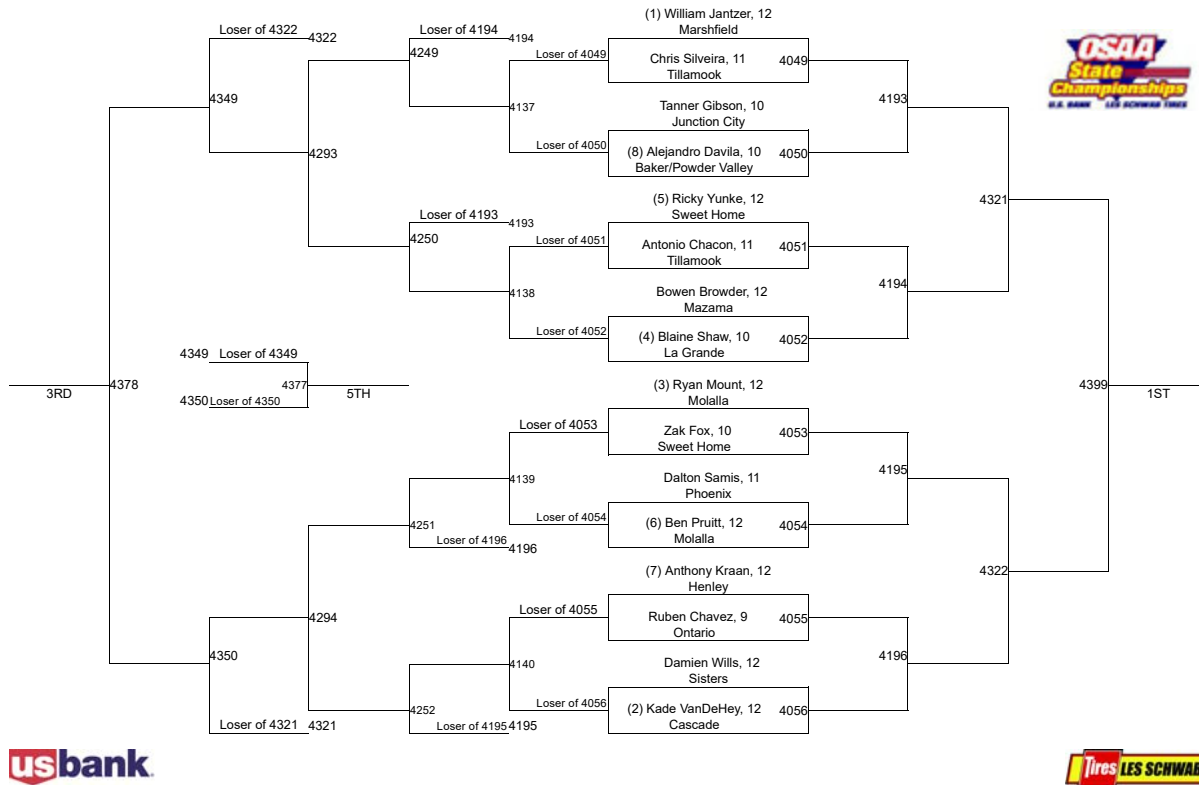 (1) William Jantzer, 12
Marshfield
Loser of 4322
4322
Loser of 4194
4194
4249
Loser of 4049
Chris Silveira, 11
4049
Tillamook
OSAA
State
Championships
U.S. BANK LES SCHWAB TIRES
4349
4137
4193
Tanner Gibson, 10
Junction City
4293
Loser of 4050
(8) Alejandro Davila, 10
4050
Baker/Powder Valley
(5) Ricky Yunke, 12
Sweet Home
4321
Loser of 4193
4193
4250
Loser of 4051
Antonio Chacon, 11
4051
Tillamook
4138
4194
Bowen Browder, 12
Mazama
Loser of 4052
(4) Blaine Shaw, 10
4052
La Grande
4349
Loser of 4349
4378
4377
3RD
5TH
4350
Loser of 4350
(3) Ryan Mount, 12
Molalla
4399
1ST
Loser of 4053
Zak Fox, 10
4053
Sweet Home
4139
4195
Dalton Samis, 11
Phoenix
4251
Loser of 4054
(6) Ben Pruitt, 12
4054
Molalla
Loser of 4196
4196
(7) Anthony Kraan, 12
Henley
4322
4294
Loser of 4055
Ruben Chavez, 9
4055
Ontario
4350
4140
4196
Damien Wills, 12
Sisters
4252
Loser of 4056
(2) Kade VanDeHey, 12
4056
Cascade
Loser of 4321
4321
Loser of 4195
4195
usbank.
Tires LES SCHWAB